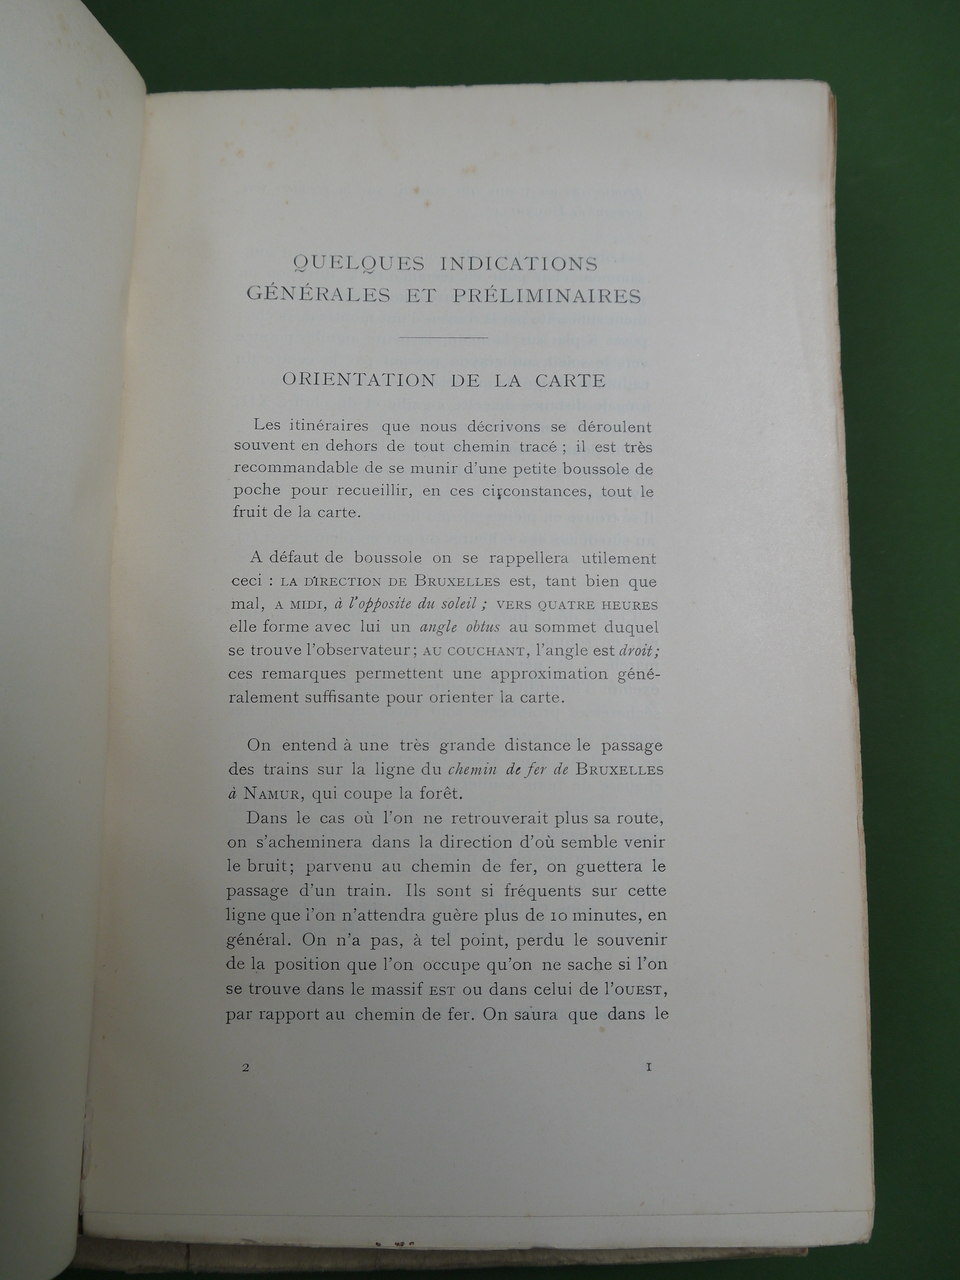 QUELQUES INDICATIONS
GÉNÉRALES ET PRÉLIMINAIRES
ORIENTATION DE LA CARTE
Les itinéraires que nous décrivons se déroulent
souvent en dehors de tout chemin tracé ; il est très
recommandable de se munir d'une petite boussole de
poche pour recueillir, en ces circonstances, tout le
fruit de la carte.
A défaut de boussole on se rappellera utilement
ceci : LA DIRECTION DE BRUXELLES est, tant bien que
mal, A MIDI, à l'opposite du soleil ; VERS QUATRE HEURES
elle forme avec lui un angle obtus au sommet duquel
se trouve l'observateur ; AU COUCHANT, l'angle est droit ;
ces remarques permettent une approximation géné-
ralement suffisante pour orienter la carte.
On entend à une très grande distance le passage
des trains sur la ligne du chemin de fer de BRUXELLES
à NAMUR, qui coupe la forêt.
Dans le cas où l'on ne retrouverait plus sa route,
on s'acheminera dans la direction d'où semble venir
le bruit ; parvenu au chemin de fer, on guettera le
passage d'un train. Ils sont si fréquents sur cette
ligne que l'on n'attendra guère plus de 10 minutes, en
général. On n'a pas, à tel point, perdu le souvenir
de la position que l'on occupe qu'on ne sache si l'on
se trouve dans le massif EST ou dans celui de l'OUEST,
par rapport au chemin de fer. On saura que dans le
2 1